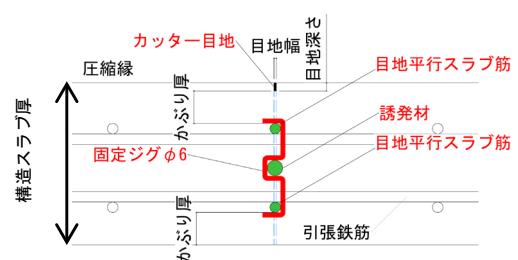 カッター目地
目地幅
目地深さ
圧縮縁
目地平行スラブ筋
かぶり厚
誘発材
構造スラブ厚
固定ジグφ6
目地平行スラブ筋
かぶり厚
引張鉄筋